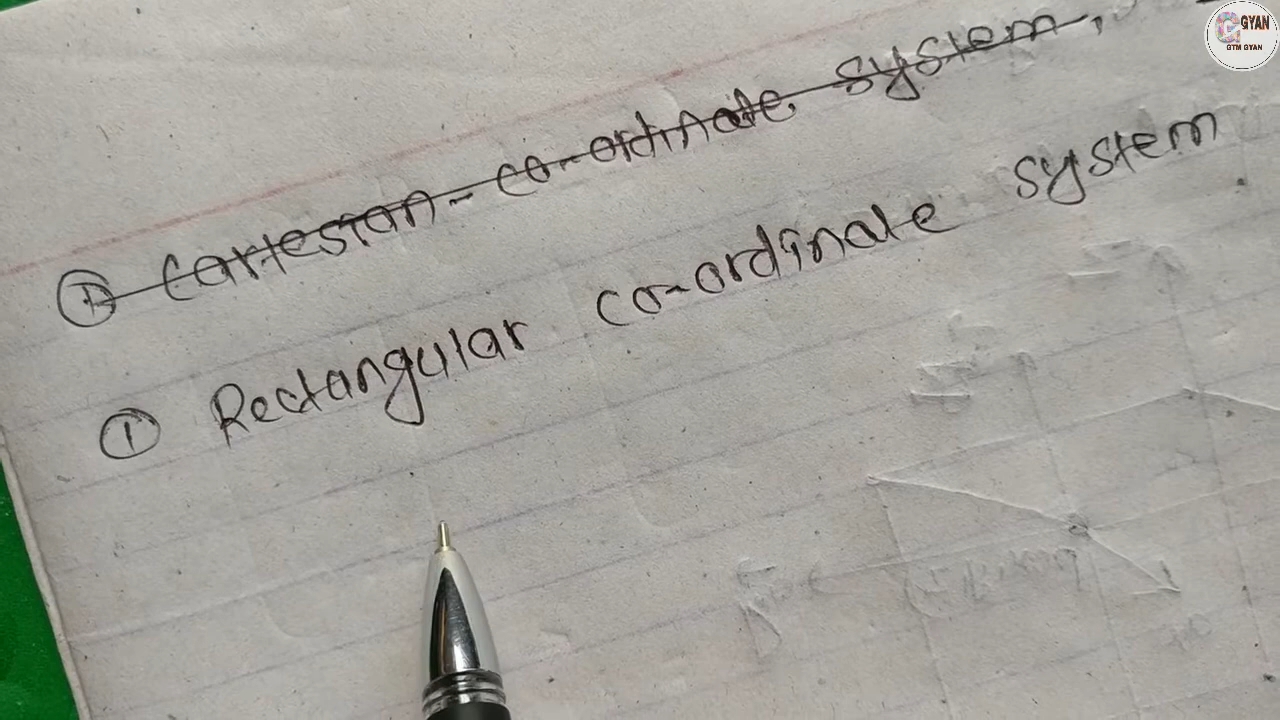 ① Cartesian - co-ordinate system,
① Rectangular co-ordinate system
GYAN
GTM GYAN